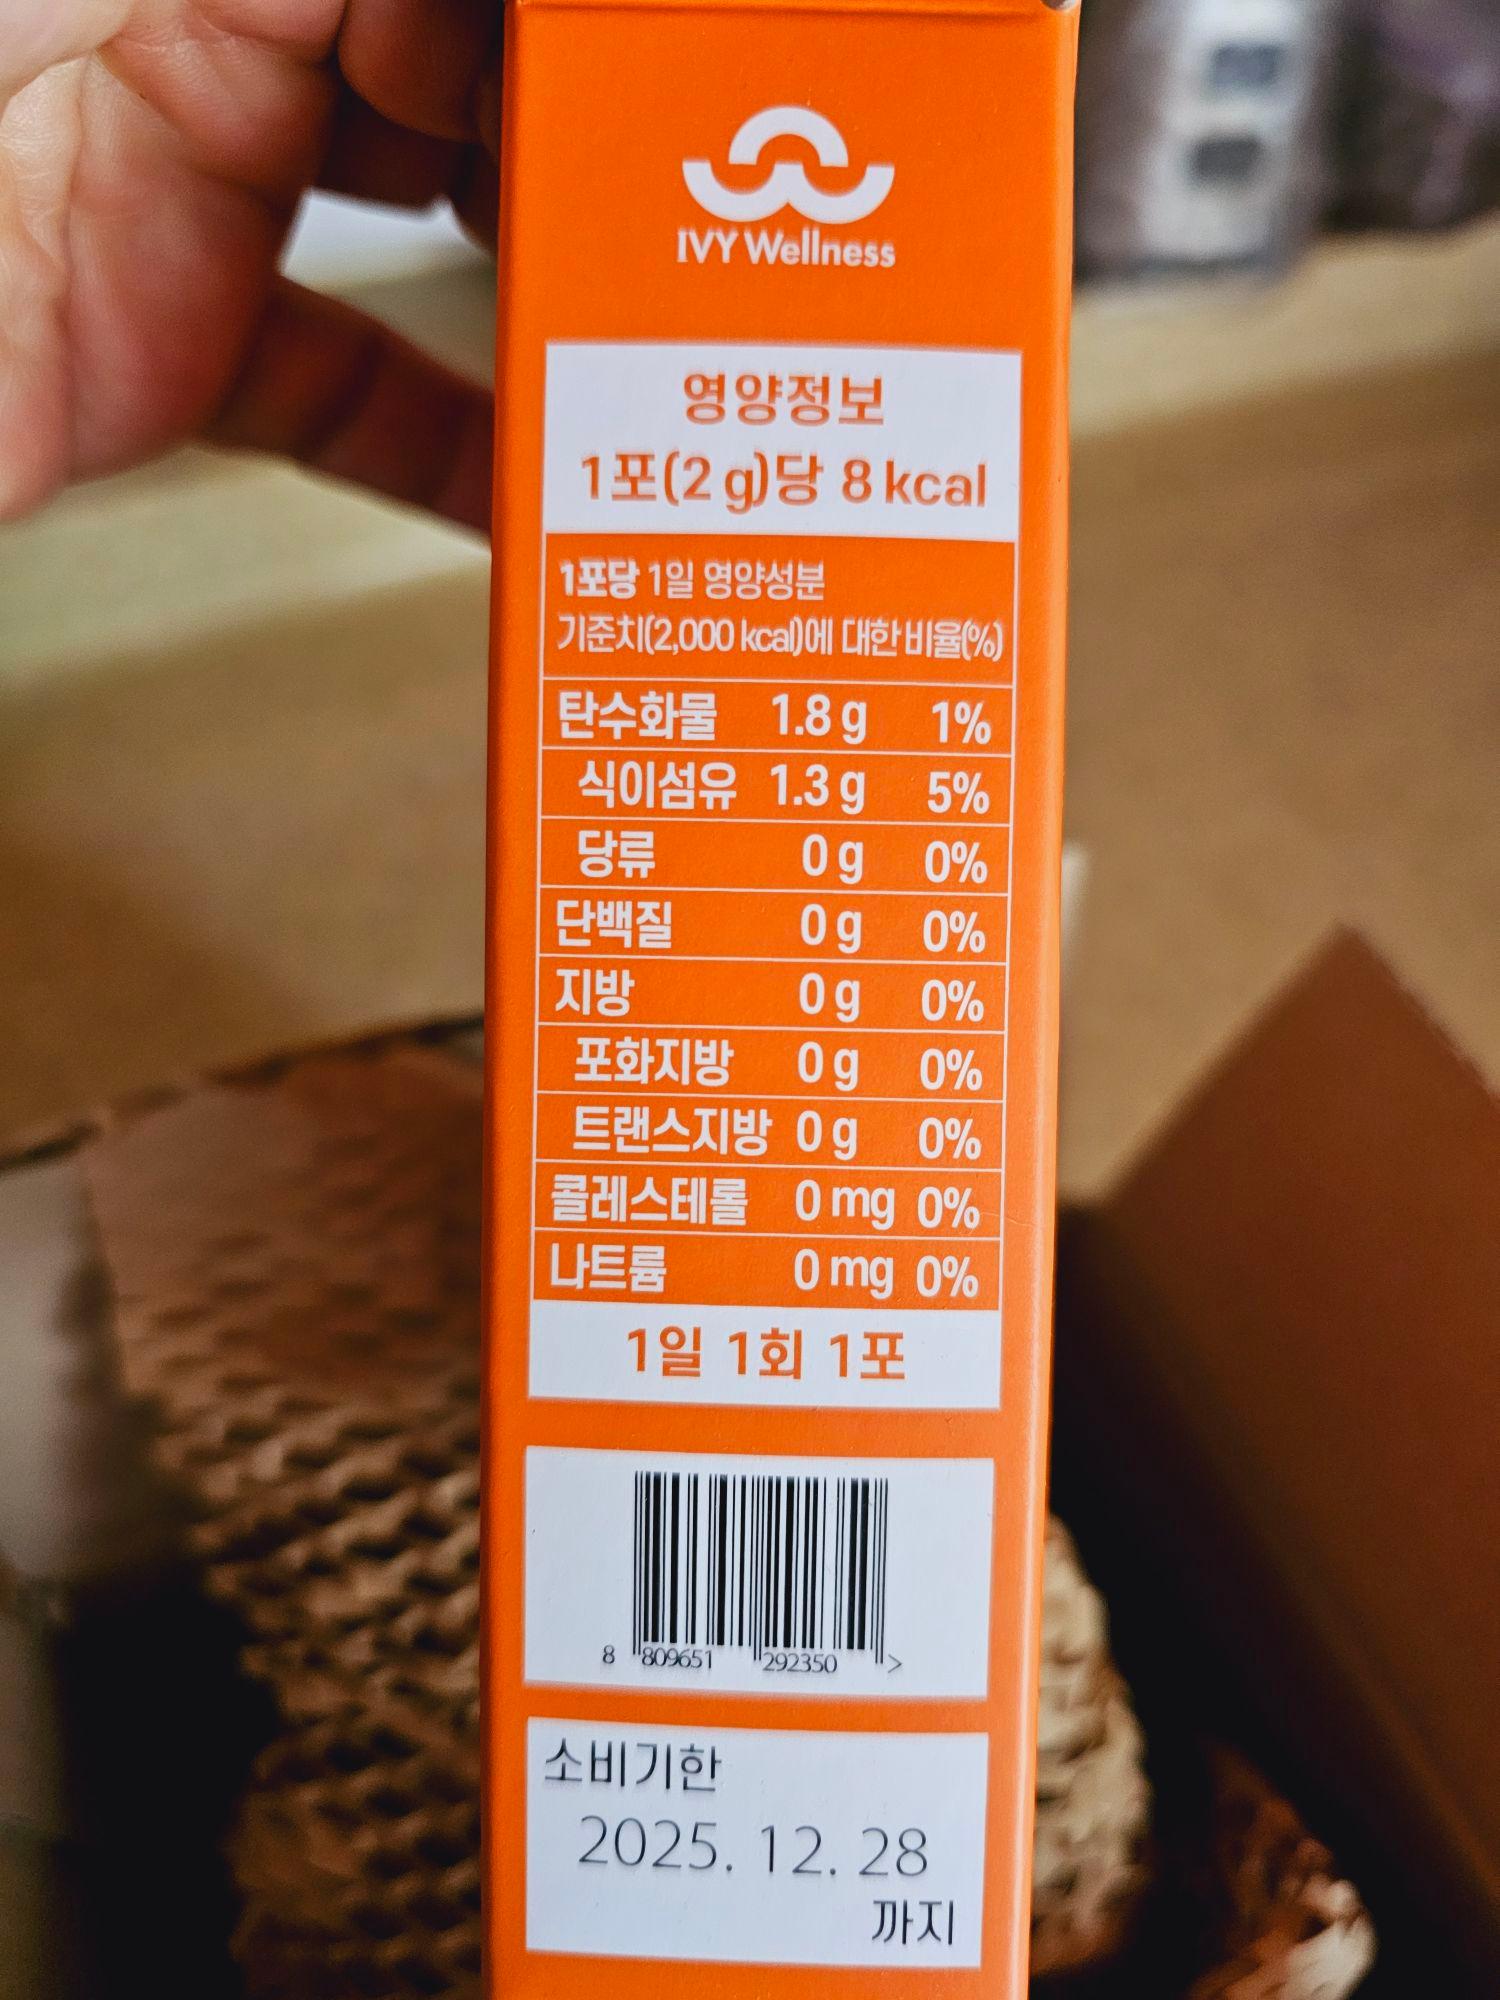 IVY Wellness
영양정보
1포(2 g)당 8 kcal
1포당 1일 영양성분
기준치(2,000 kcal)에 대한 비율(%)
탄수화물 1.8 g 1%
식이섬유 1.3 g 5%
당류 0 g 0%
단백질 0 g 0%
지방 0 g 0%
포화지방 0 g 0%
트랜스지방 0 g 0%
콜레스테롤 0 mg 0%
나트륨 0 mg 0%
1일 1회 1포
8 809651 292350 >
소비기한
2025. 12. 28
까지